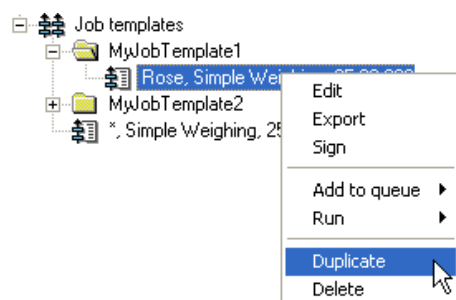 Job templates
MyJobTemplate1
Rose, Simple Weighing,
MyJobTemplate2
*, Simple Weighing, 25
Edit
Export
Sign
Add to queue
Run
Duplicate
Delete